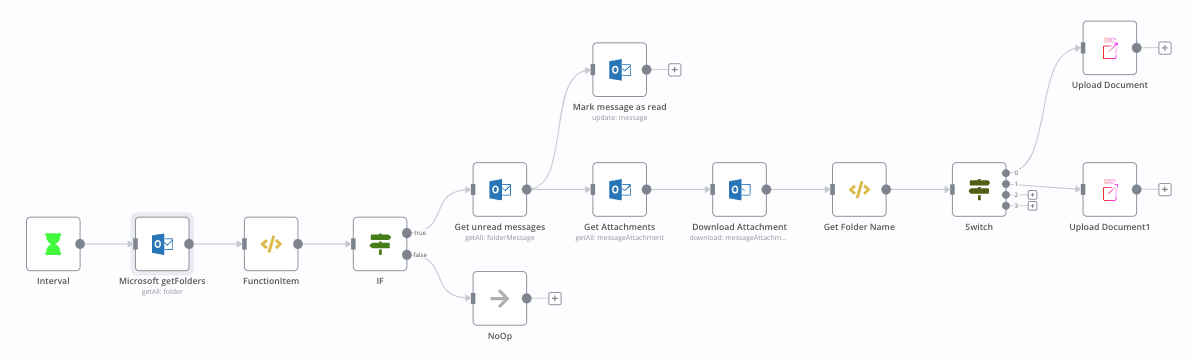 Upload Document
Mark message as read
update: message
0
1
2
3
Get unread messages
getAll: folderMessage
Get Attachments
getAll: messageAttachment
Download Attachment
download: messageAttachm...
Get Folder Name
Switch
Upload Document1
true
false
Interval
Microsoft getFolders
getAll: folder
FunctionItem
IF
NoOp